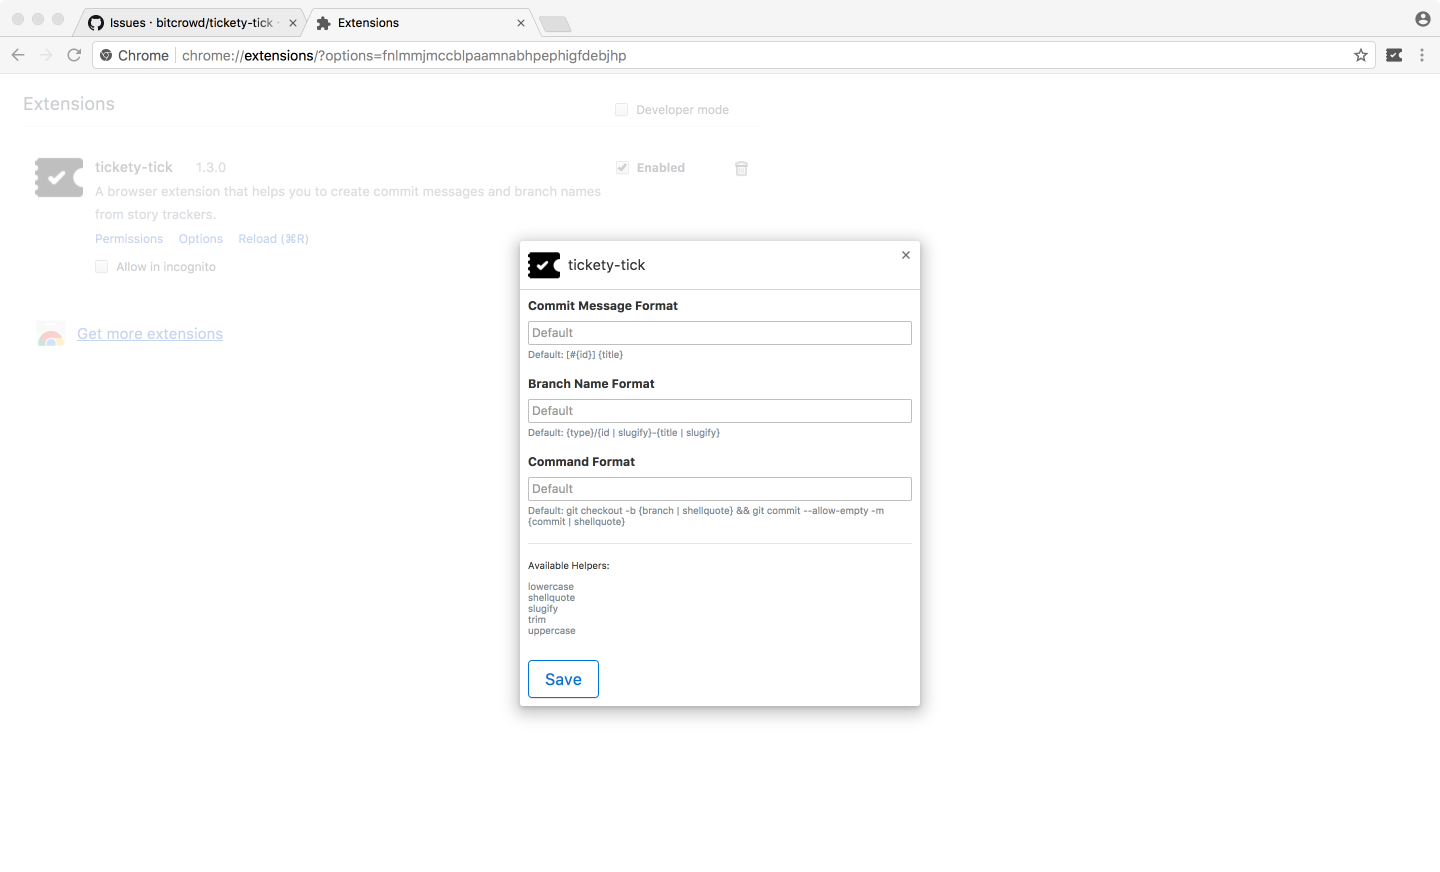 Issues · bitcrowd/tickety-tick
Extensions
Chrome
chrome://extensions/?options=fnlmmjmccblpaamnabhpephigfdebjhp
Extensions
Developer mode
tickety-tick 1.3.0
Enabled
A browser extension that helps you to create commit messages and branch names
from story trackers.
Permissions Options Reload (⌘R)
Allow in incognito
Get more extensions
tickety-tick
Commit Message Format
Default
Default: [#{id}] {title}
Branch Name Format
Default
Default: {type}/{id | slugify}-{title | slugify}
Command Format
Default
Default: git checkout -b {branch | shellquote} && git commit --allow-empty -m
{commit | shellquote}
Available Helpers:
lowercase
shellquote
slugify
trim
uppercase
Save